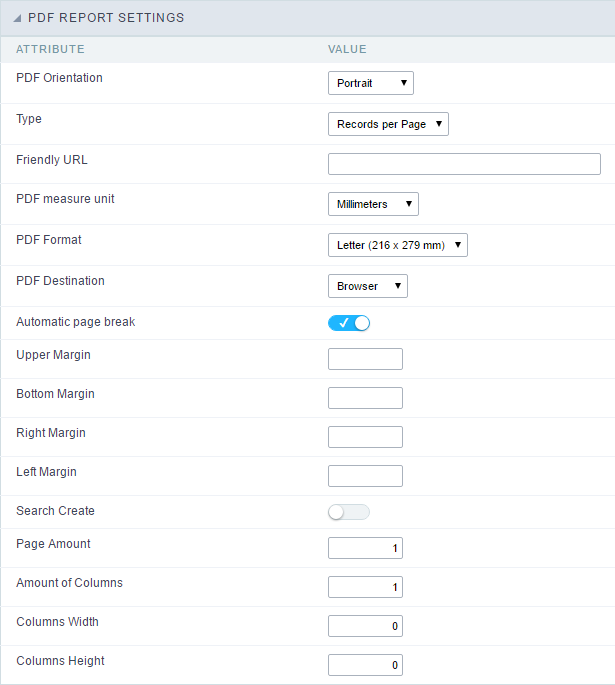 PDF REPORT SETTINGS
ATTRIBUTE VALUE
PDF Orientation Portrait
Type Records per Page
Friendly URL
PDF measure unit Millimeters
PDF Format Letter (216 x 279 mm)
PDF Destination Browser
Automatic page break
Upper Margin
Bottom Margin
Right Margin
Left Margin
Search Create
Page Amount 1
Amount of Columns 1
Columns Width 0
Columns Height 0